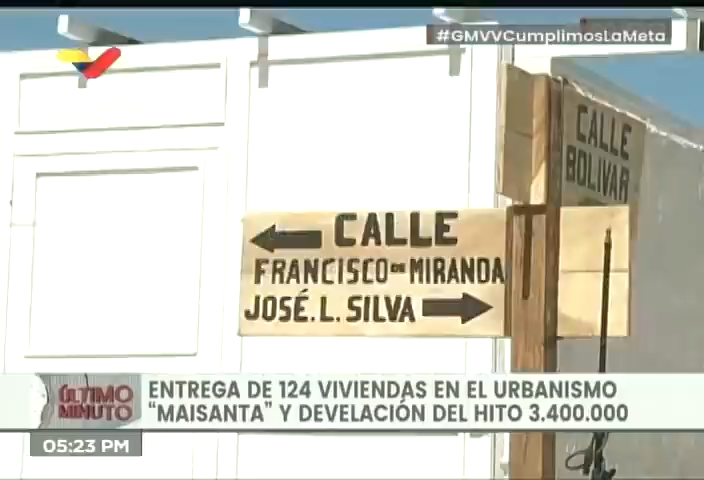 #GMVVCumplimosLaMeta
CALLE
BOLIVAR
CALLE
FRANCISCO DE MIRANDA
JOSÉ.L.SILVA
ÚLTIMO
MINUTO
ENTREGA DE 124 VIVIENDAS EN EL URBANISMO
“MAISANTA” Y DEVELACIÓN DEL HITO 3.400.000
05:23 PM